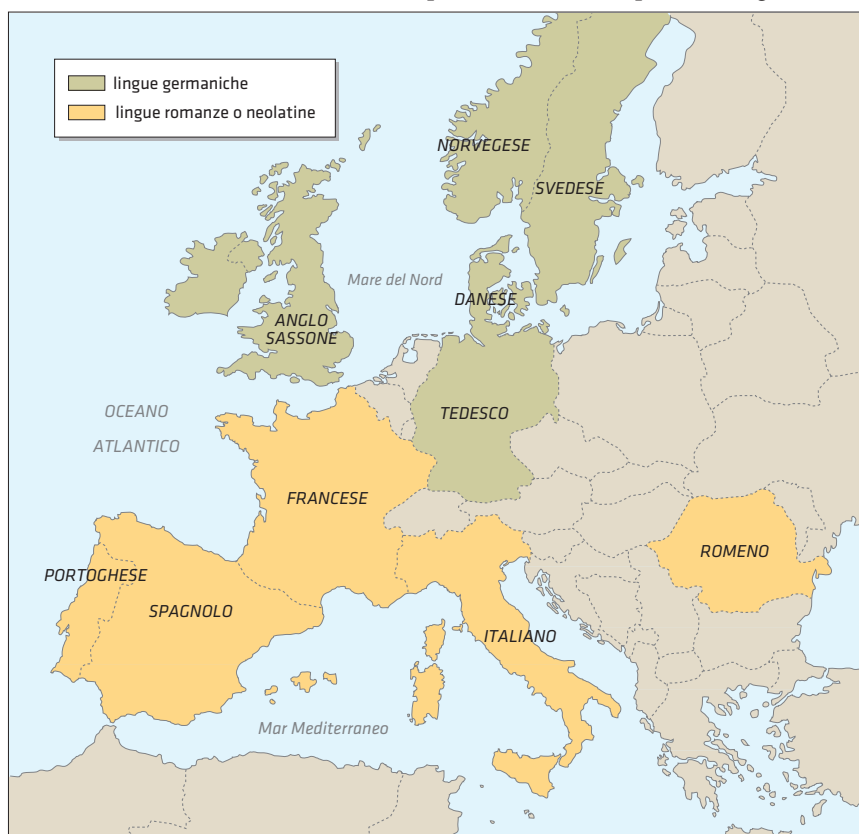 lingue germaniche
lingue romanze o neolatine
NORVEGESE
SVEDESE
Mare del Nord
DANESE
ANGLO
SASSONE
OCEANO
ATLANTICO
TEDESCO
FRANCESE
ROMENO
PORTOGHESE
SPAGNOLO
ITALIANO
Mar Mediterraneo